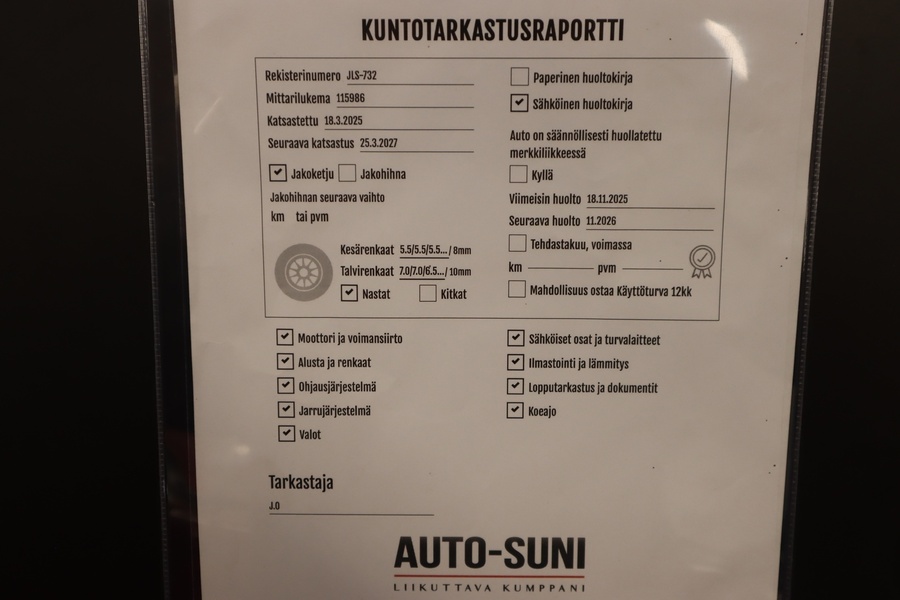 KUNTOTARKASTUSRAPORTTI
Rekisterinumero JLS-732
Mittarilukema 115986
Katsastettu 18.3.2025
Seuraava katsastus 25.3.2027
Jakoketju Jakohihna
Jakohihnan seuraava vaihto
km tai pvm
Kesärenkaat 5.5/5.5/5.5... / 8mm
Talvirenkaat 7.0/7.0/6.5... / 10mm
Nastat Kitkat
Paperinen huoltokirja
Sähköinen huoltokirja
Auto on säännöllisesti huollatettu
merkkiliikkeessä
Kyllä
Viimeisin huolto 18.11.2025
Seuraava huolto 11.2026
Tehdastakuu, voimassa
km pvm
Mahdollisuus ostaa Käyttöturva 12kk
Moottori ja voimansiirto
Alusta ja renkaat
Ohjausjärjestelmä
Jarrujärjestelmä
Valot
Sähköiset osat ja turvalaitteet
Ilmastointi ja lämmitys
Lopputarkastus ja dokumentit
Koeajo
Tarkastaja
J.O
AUTO-SUNI
LIIKUTTAVA KUMPPANI